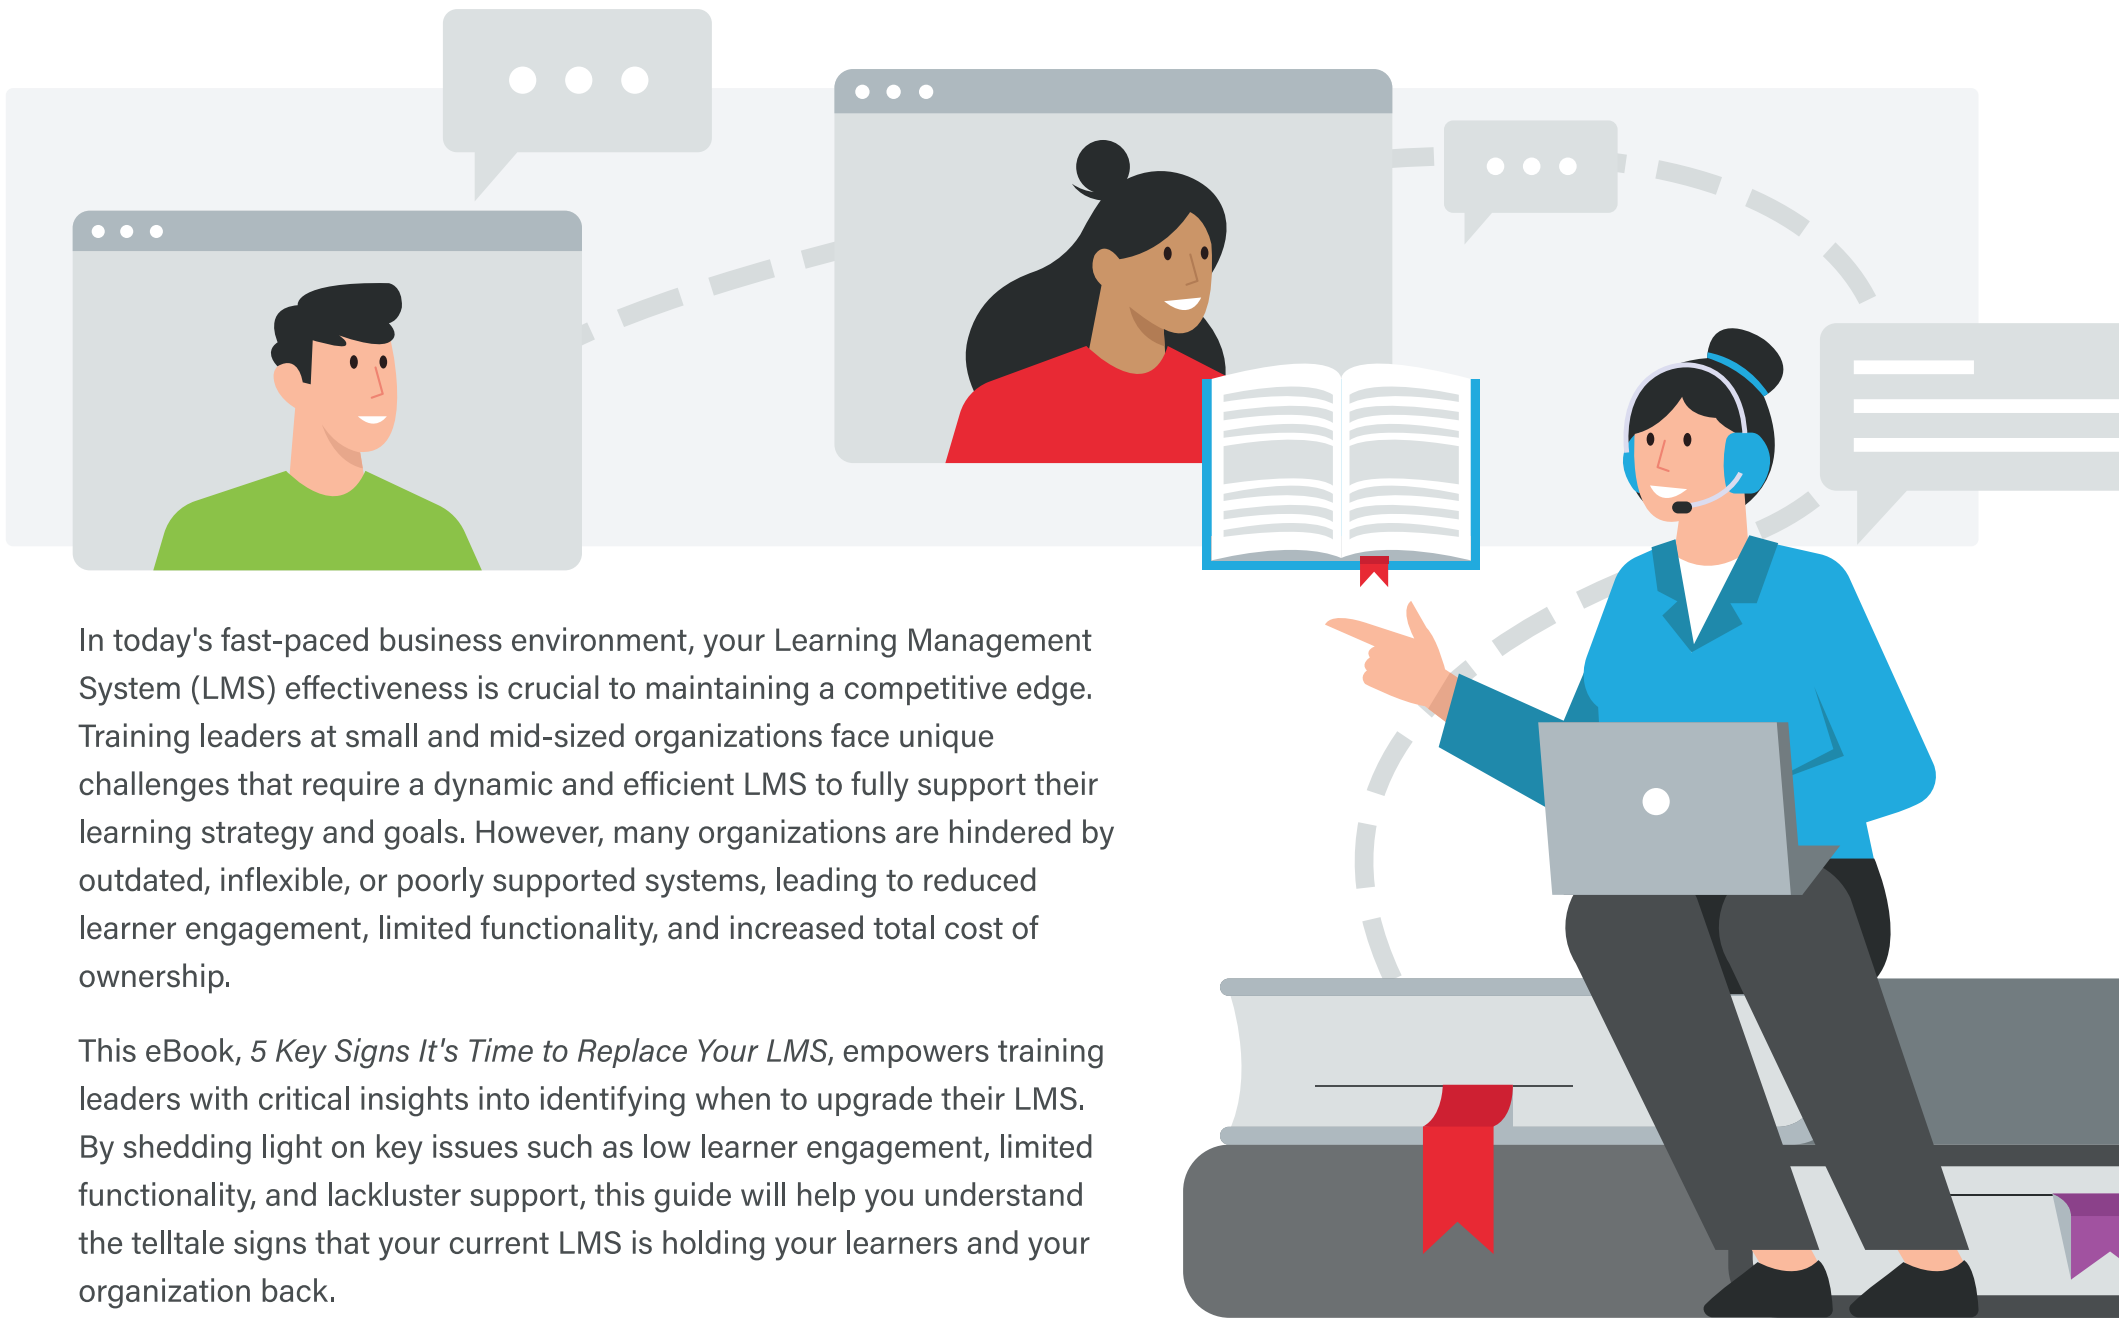 In today's fast-paced business environment, your Learning Management
System (LMS) effectiveness is crucial to maintaining a competitive edge.
Training leaders at small and mid-sized organizations face unique
challenges that require a dynamic and efficient LMS to fully support their
learning strategy and goals. However, many organizations are hindered by
outdated, inflexible, or poorly supported systems, leading to reduced
learner engagement, limited functionality, and increased total cost of
ownership.
This eBook, 5 Key Signs It's Time to Replace Your LMS, empowers training
leaders with critical insights into identifying when to upgrade their LMS.
By shedding light on key issues such as low learner engagement, limited
functionality, and lackluster support, this guide will help you understand
the telltale signs that your current LMS is holding your learners and your
organization back.